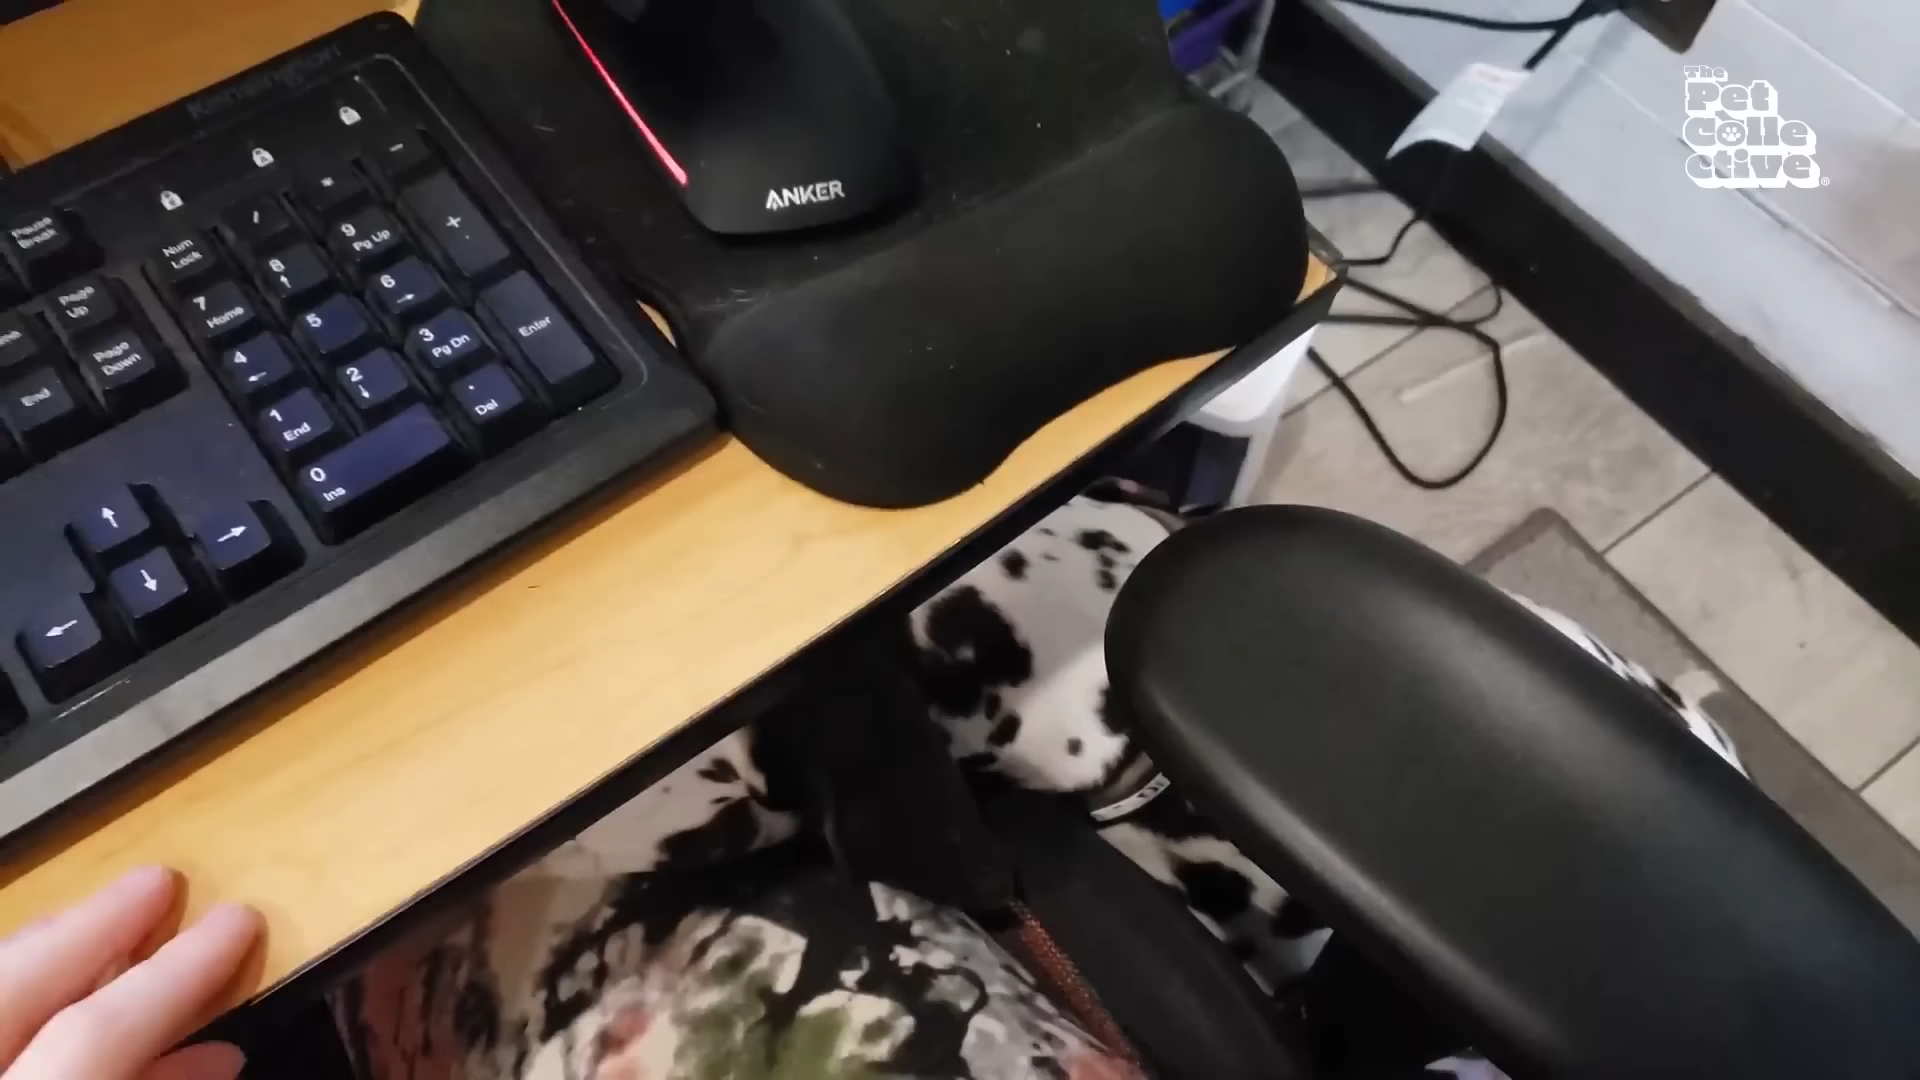 The
Pet
Colle
ctive®
Kensington
ANKER
Pause
Break
Num
Lock
/
*
-
Page
Up
7
Home
8
↑
9
Pg Up
+
End
Page
Down
4
←
5
6
→
1
End
2
↓
3
Pg Dn
Enter
0
Ins
.
Del
↑
←
↓
→